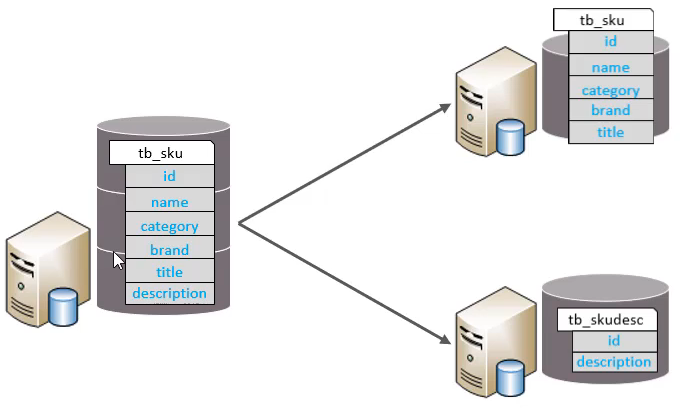 tb_sku
id
name
category
brand
title
description
tb_sku
id
name
category
brand
title
tb_skudesc
id
description